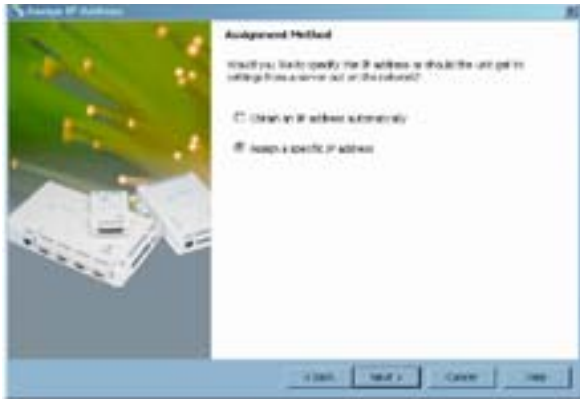 Assign IP Address
Assignment Method
Would you like to specify the IP address or should the unit get its
settings from a server out on the network?
Obtain an IP address automatically
Assign a specific IP address
< Back
Next >
Cancel
Help